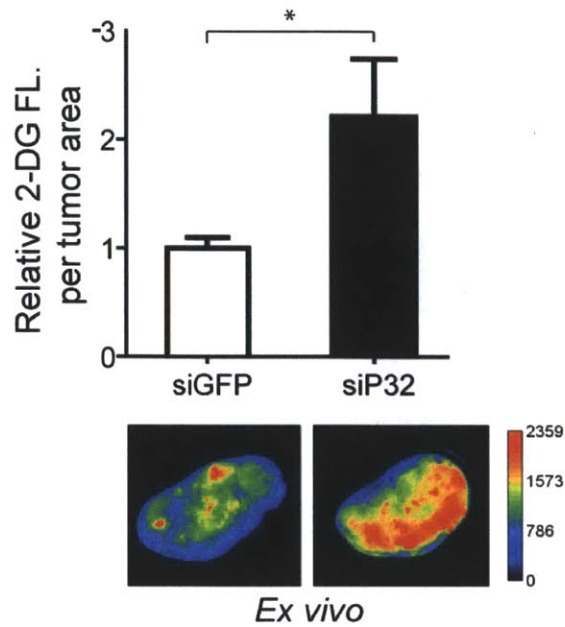 *
-3
2
1
0
Relative 2-DG FL.
per tumor area
siGFP siP32
2359
1573
786
0
Ex vivo